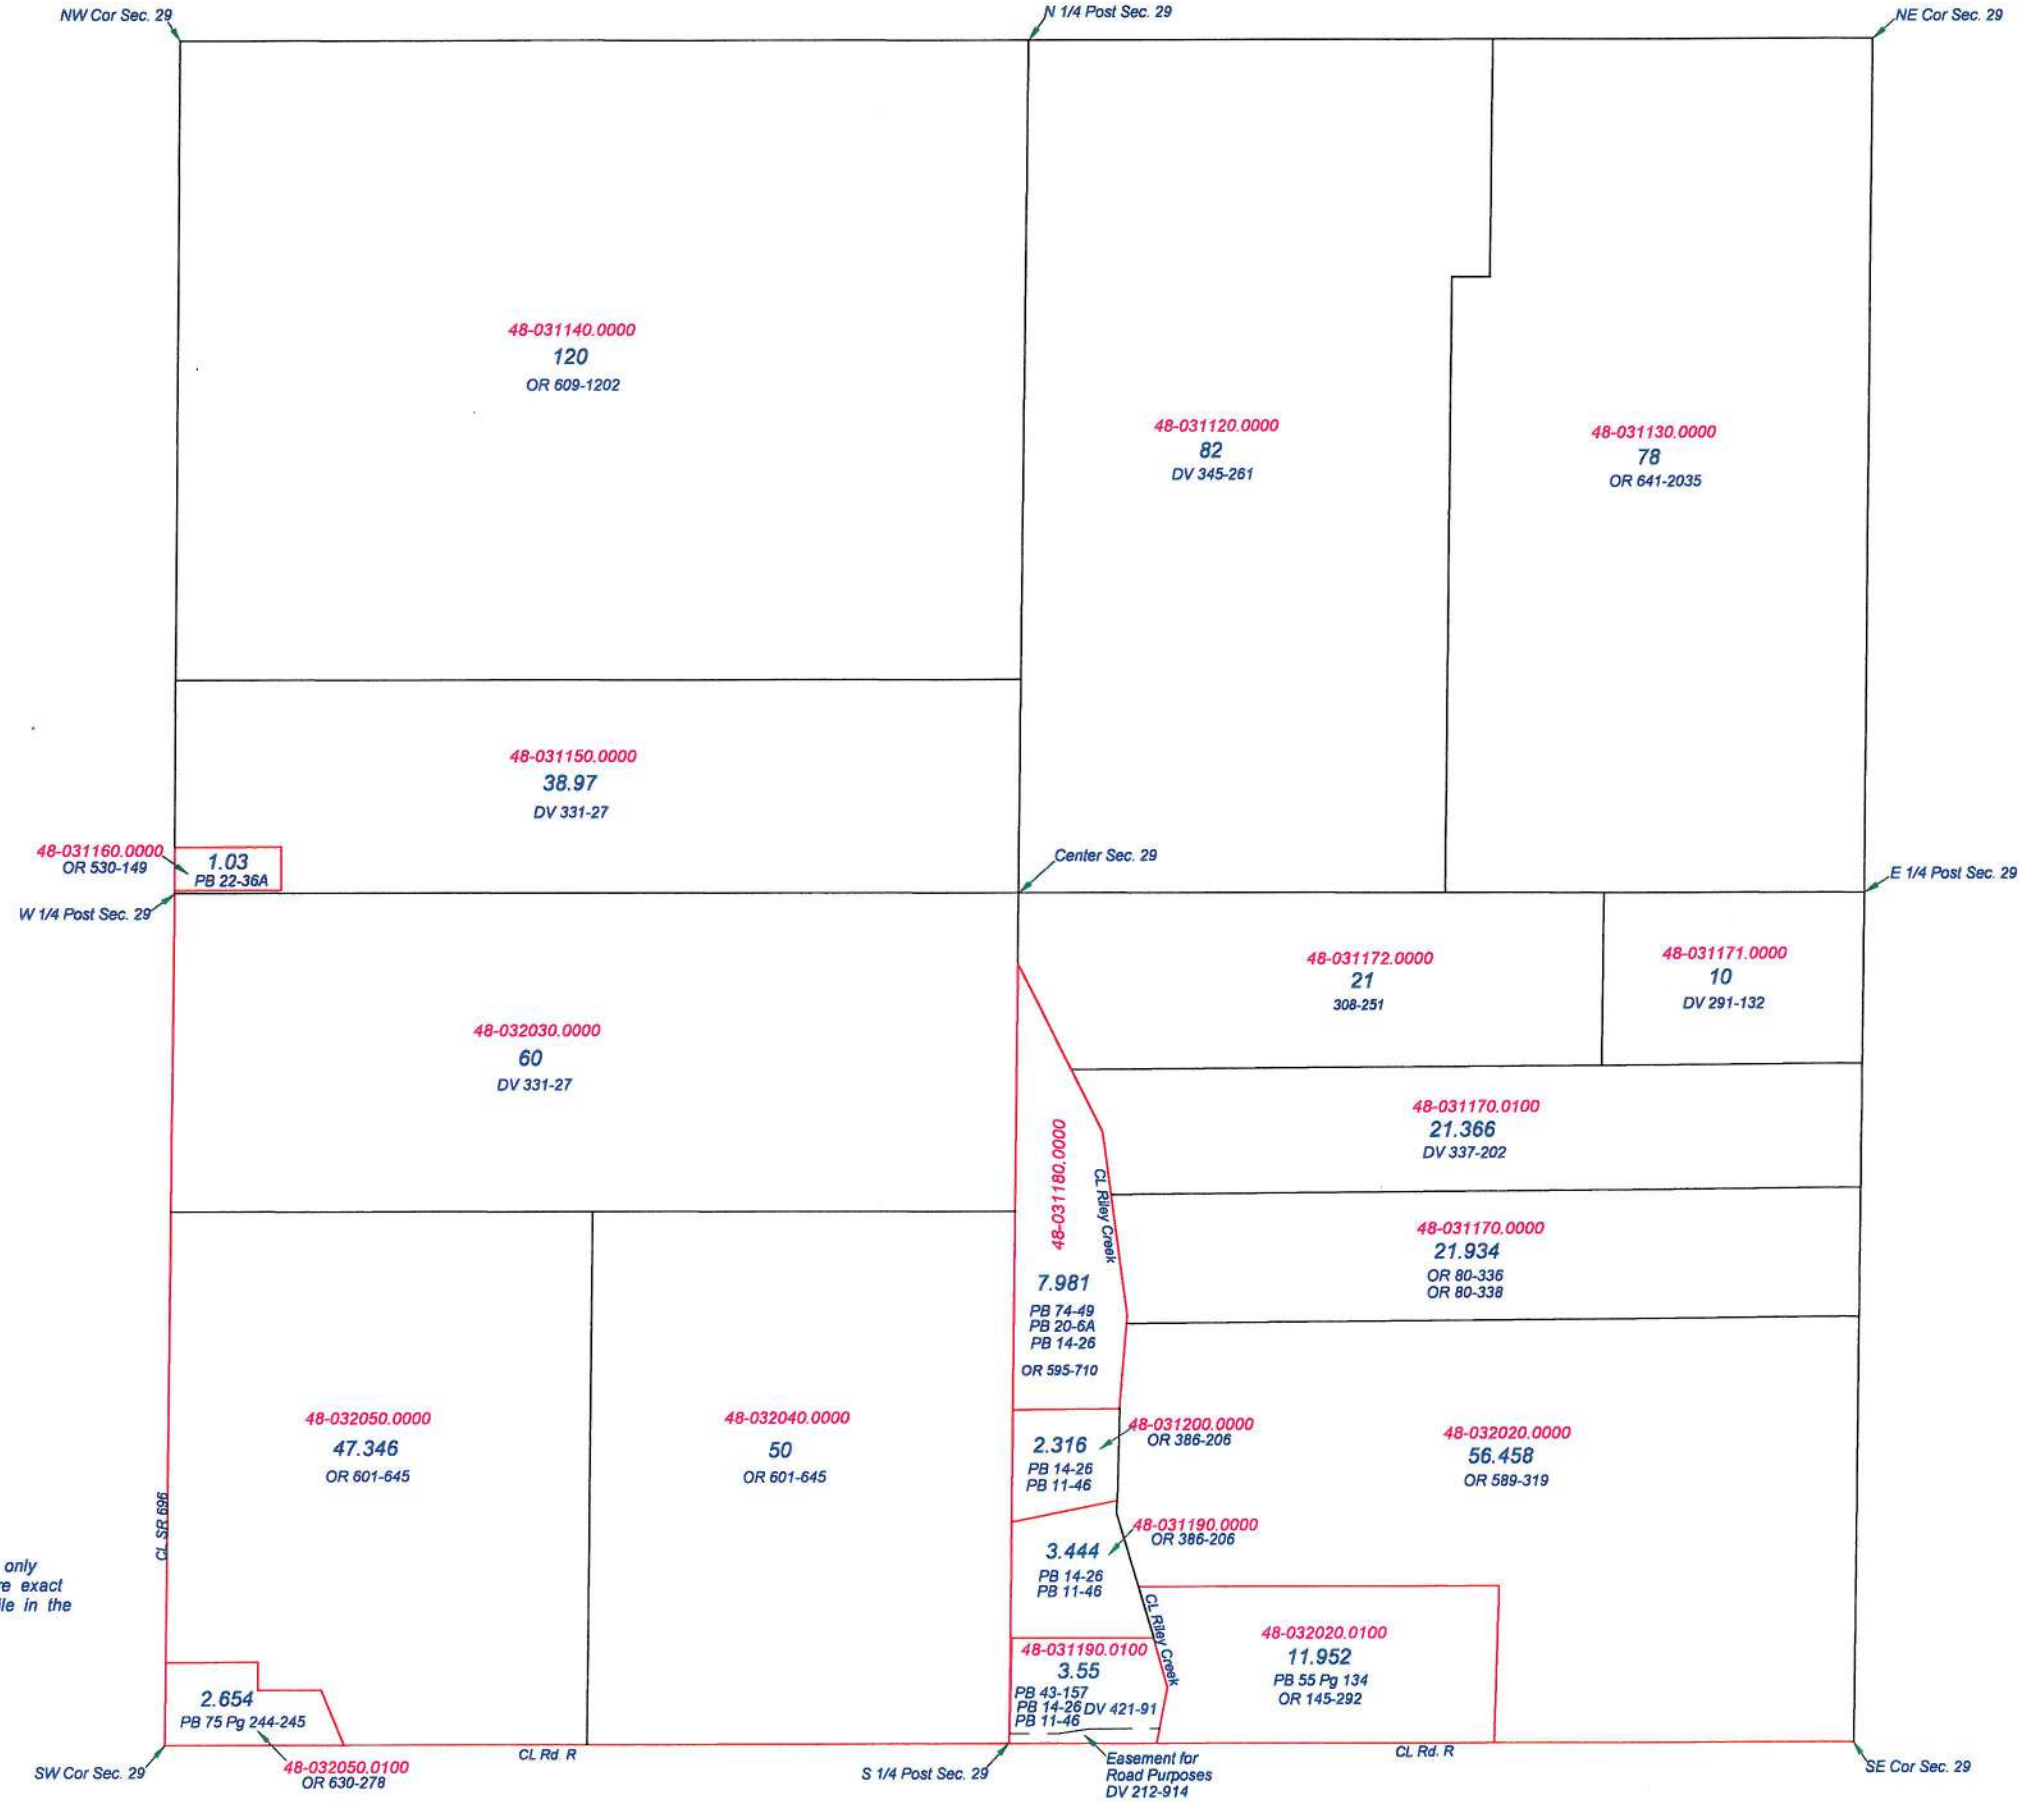 NW Cor Sec. 29
N 1/4 Post Sec. 29
NE Cor Sec. 29
48-031140.0000
120
OR 609-1202
48-031120.0000
82
DV 345-261
48-031130.0000
78
OR 641-2035
48-031150.0000
38.97
DV 331-27
48-031160.0000
OR 530-149
1.03
PB 22-36A
W 1/4 Post Sec. 29
Center Sec. 29
E 1/4 Post Sec. 29
48-031172.0000
21
308-251
48-031171.0000
10
DV 291-132
48-032030.0000
60
DV 331-27
48-031170.0100
21.366
DV 337-202
48-031180.0000
CL Riley Creek
7.981
PB 74-49
PB 20-6A
PB 14-26
OR 595-710
48-031170.0000
21.934
OR 80-336
OR 80-338
48-032050.0000
47.346
OR 601-645
48-032040.0000
50
OR 601-645
48-031200.0000
OR 386-206
2.316
PB 14-26
PB 11-46
48-032020.0000
56.458
OR 589-319
CL SR 696
48-031190.0000
OR 386-206
3.444
PB 14-26
PB 11-46
only
re exact
ile in the
CL Riley Creek
48-031190.0100
3.55
PB 43-157
PB 14-26 DV 421-91
PB 11-46
48-032020.0100
11.952
PB 55 Pg 134
OR 145-292
2.654
PB 75 Pg 244-245
SW Cor Sec. 29
48-032050.0100
OR 630-278
CL Rd. R
S 1/4 Post Sec. 29
Easement for
Road Purposes
DV 212-914
CL Rd. R
SE Cor Sec. 29